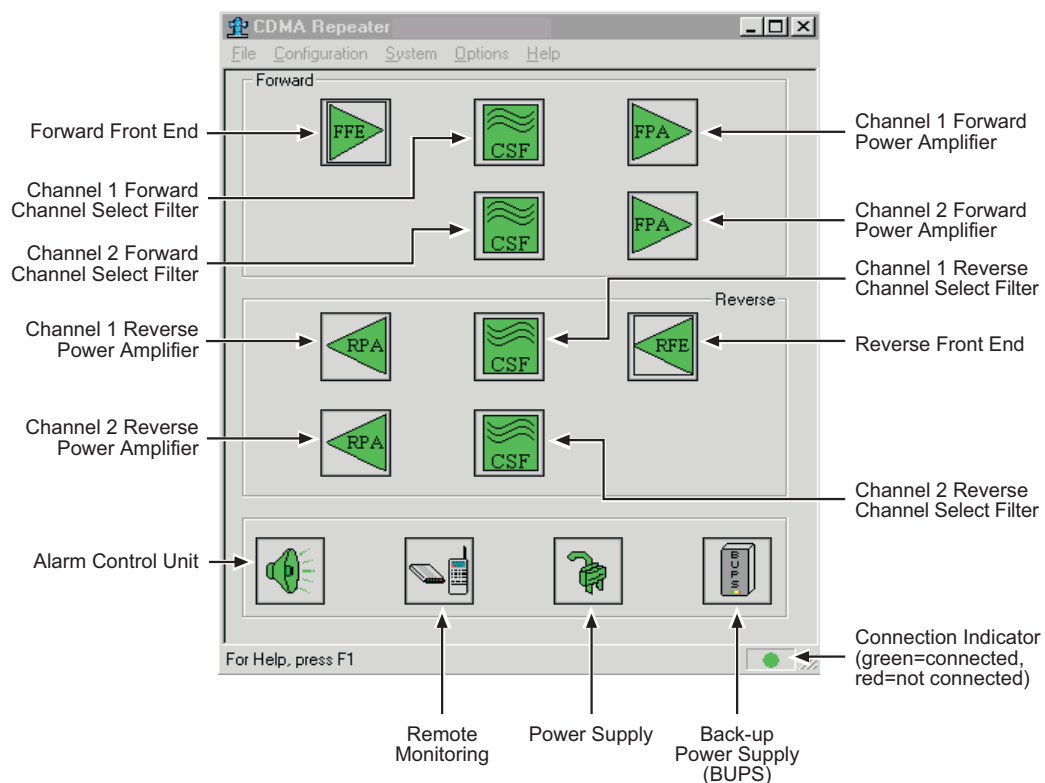 CDMA Repeater
File Configuration System Options Help
Forward
FFE
CSF
FPA
CSF
FPA
Reverse
RPA
CSF
RFE
RPA
CSF
BUPS
For Help, press F1
Forward Front End
Channel 1 Forward
Channel Select Filter
Channel 2 Forward
Channel Select Filter
Channel 1 Reverse
Power Amplifier
Channel 2 Reverse
Power Amplifier
Alarm Control Unit
Channel 1 Forward
Power Amplifier
Channel 2 Forward
Power Amplifier
Channel 1 Reverse
Channel Select Filter
Reverse Front End
Channel 2 Reverse
Channel Select Filter
Connection Indicator
(green=connected,
red=not connected)
Remote
Monitoring
Power Supply
Back-up
Power Supply
(BUPS)